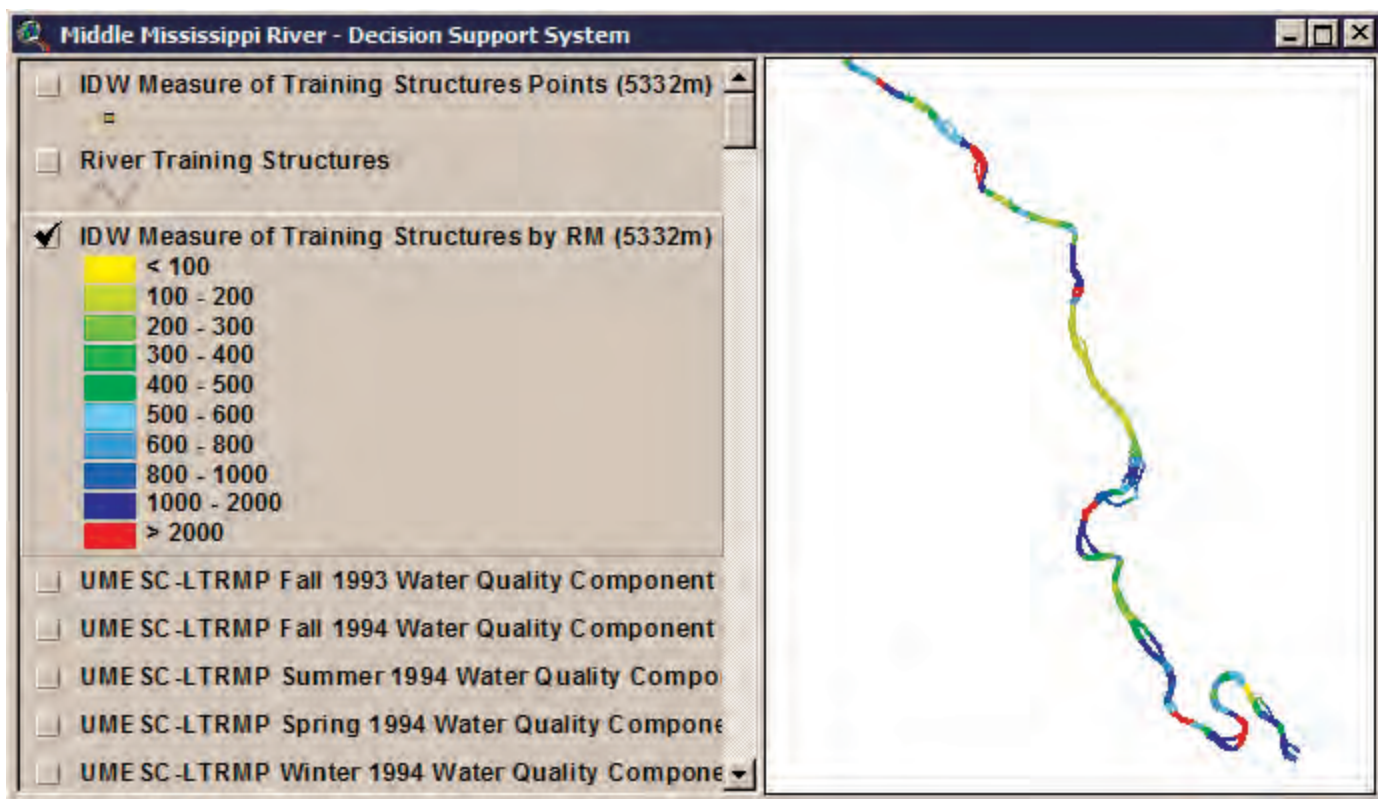 Middle Mississippi River - Decision Support System
IDW Measure of Training Structures Points (5332m)
River Training Structures
IDW Measure of Training Structures by RM (5332m)
< 100
100 - 200
200 - 300
300 - 400
400 - 500
500 - 600
600 - 800
800 - 1000
1000 - 2000
> 2000
UMESC-LTRMP Fall 1993 Water Quality Component
UMESC-LTRMP Fall 1994 Water Quality Component
UMESC-LTRMP Summer 1994 Water Quality Compo
UMESC-LTRMP Spring 1994 Water Quality Compone
UMESC-LTRMP Winter 1994 Water Quality Compone